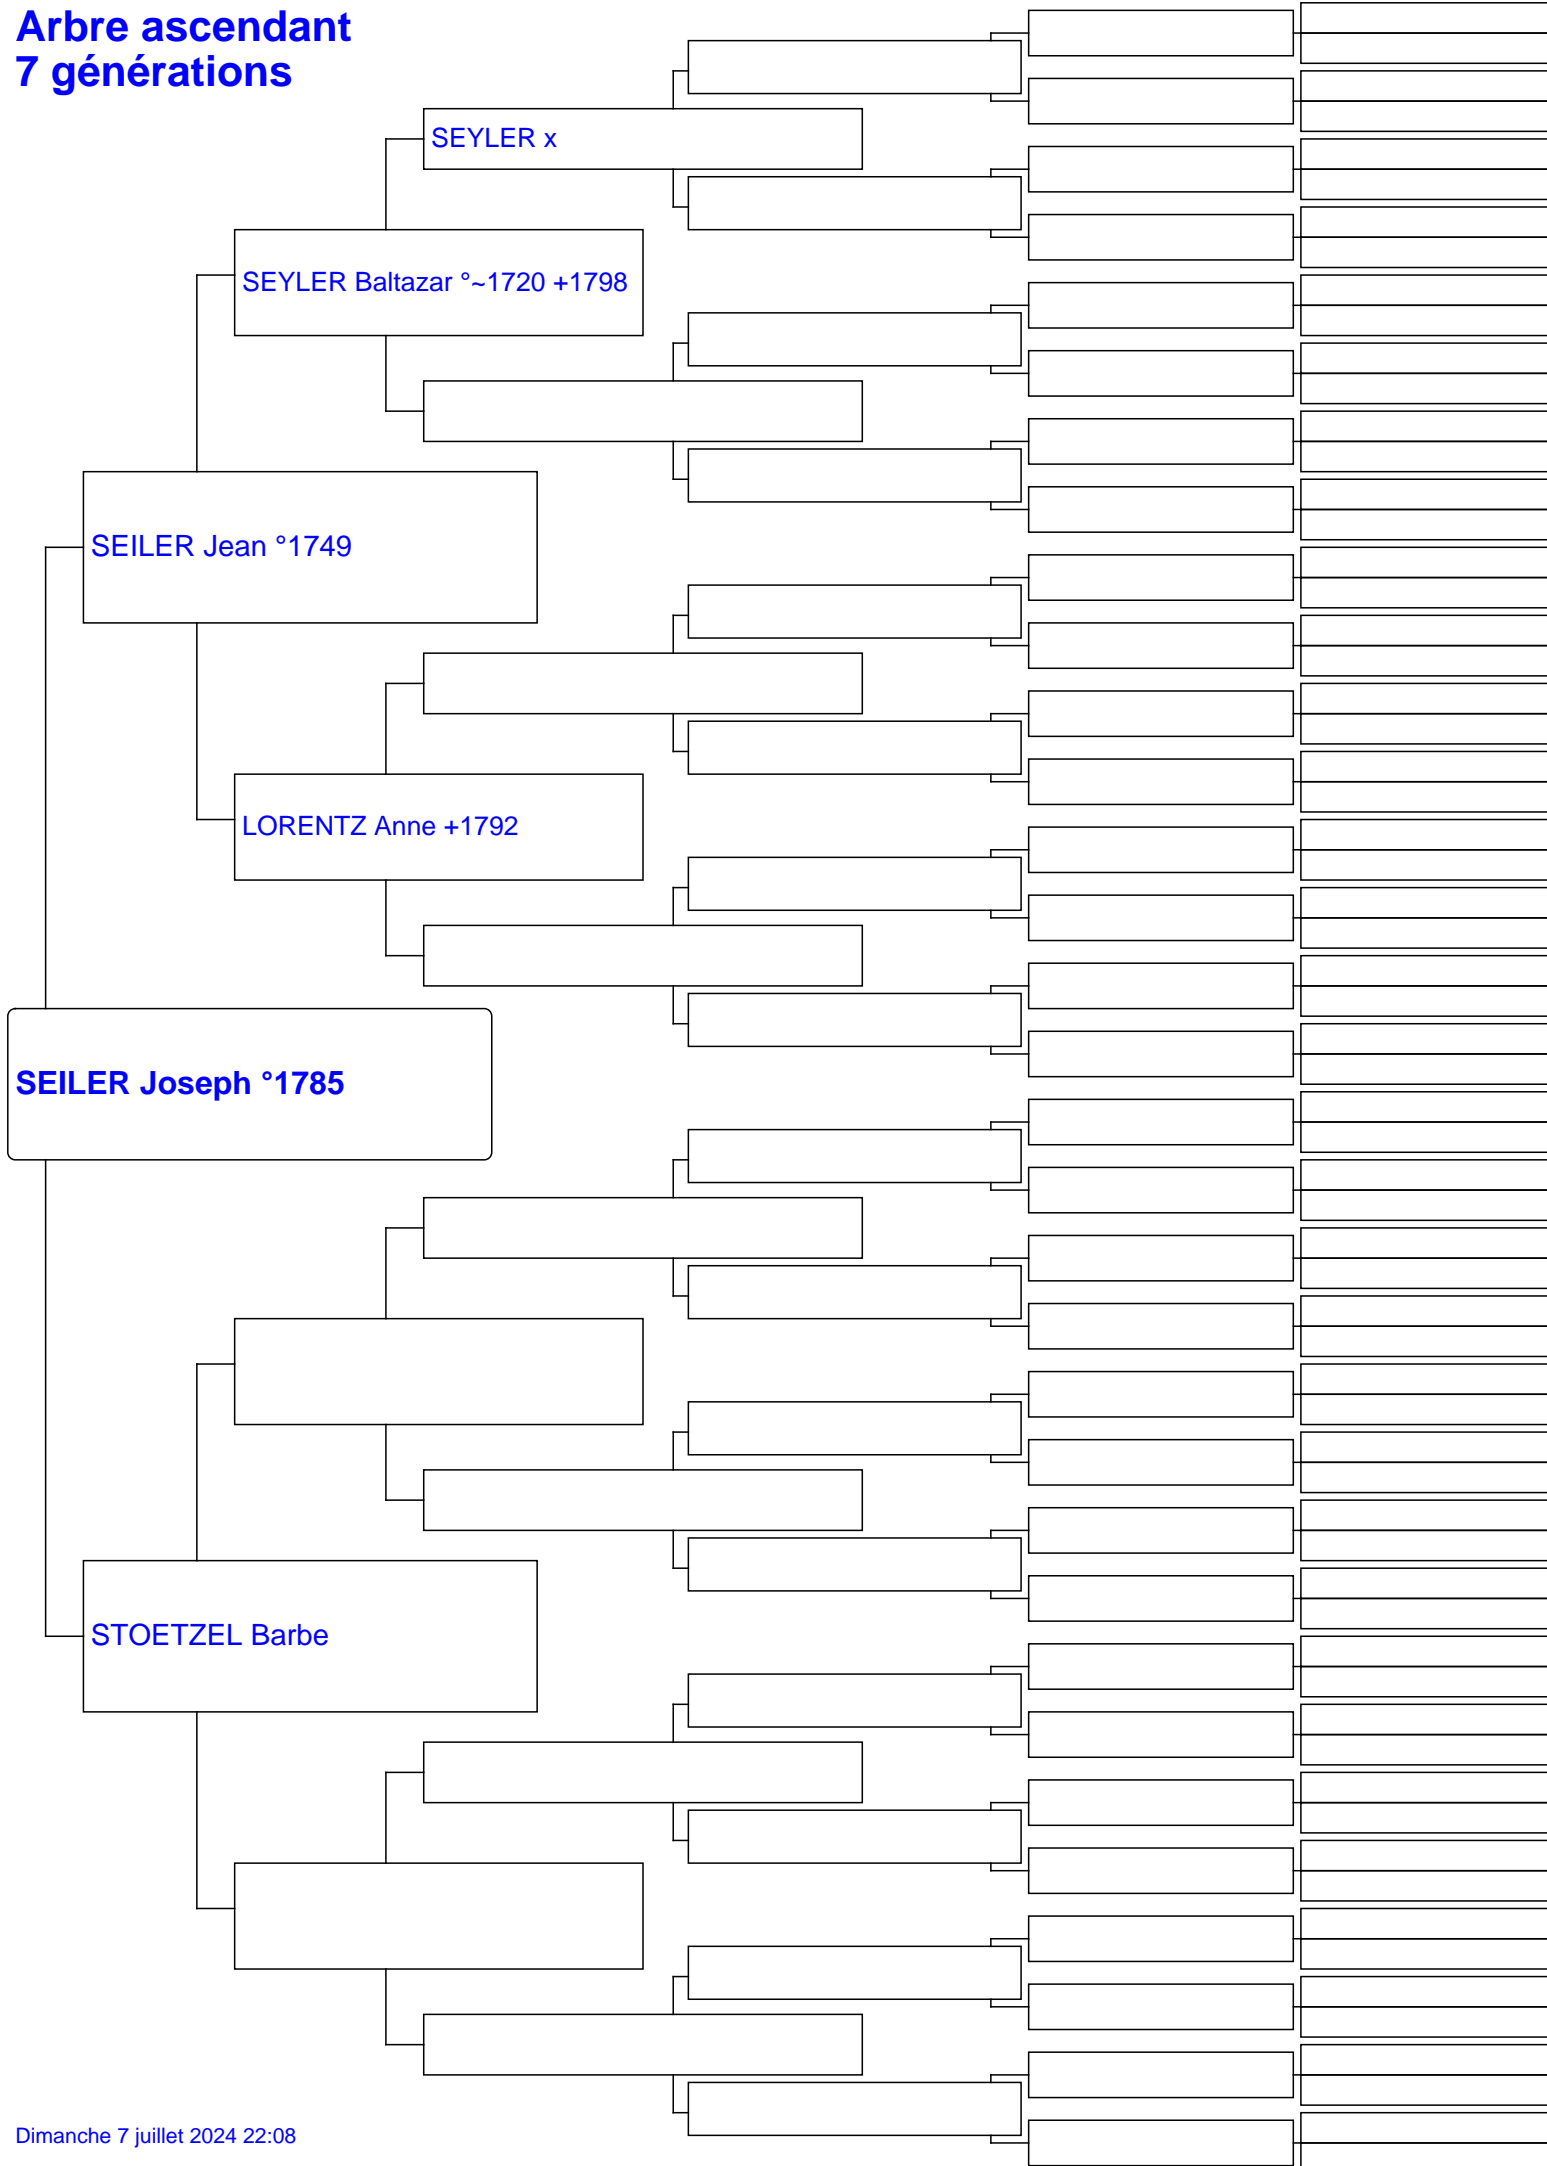 Arbre ascendant
7 générations
SEYLER x
SEYLER Baltazar °~1720 +1798
SEILER Jean °1749
LORENTZ Anne +1792
SEILER Joseph °1785
STOETZEL Barbe
Dimanche 7 juillet 2024 22:08